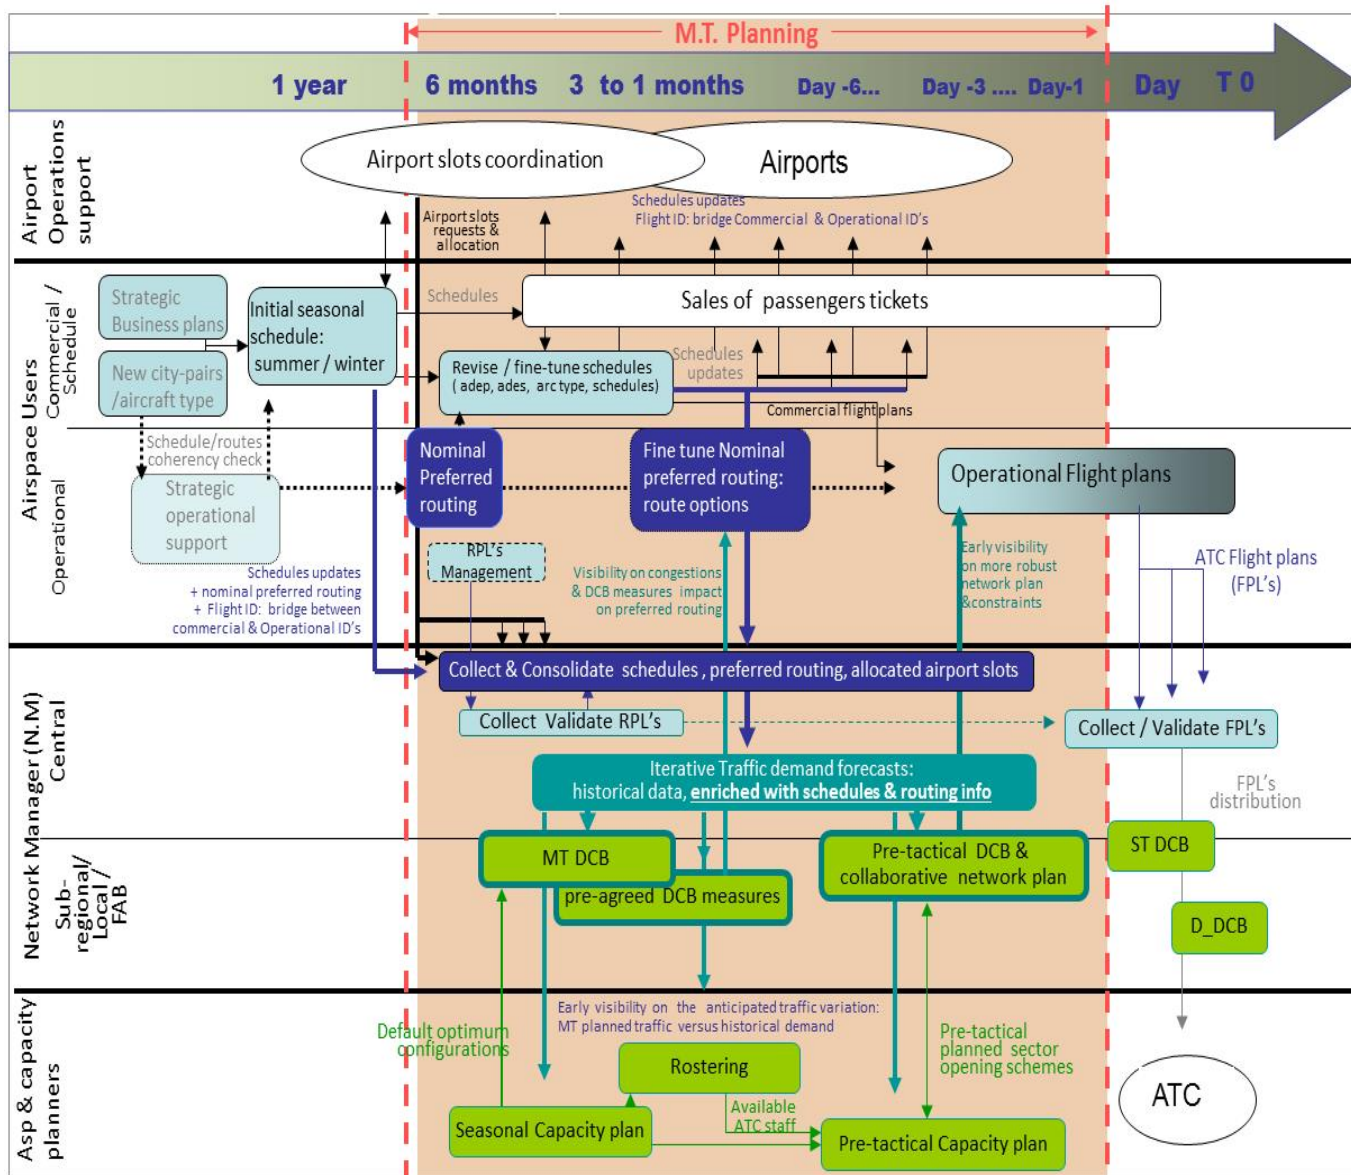 M.T. Planning
1 year
6 months
3 to 1 months
Day -6...
Day -3 .... Day-1
Day
T 0
Airport
Operations
support
Airport slots coordination
Airports
Airport slots
requests &
allocation
Schedules updates
Flight ID: bridge Commercial & Operational ID's
Airspace Users
Commercial /
Schedule
Strategic
Business plans
New city-pairs
/aircraft type
Initial seasonal
schedule:
summer / winter
Schedules
Sales of passengers tickets
Revise / fine-tune schedules
( adep, ades, arc type, schedules)
Schedules
updates
Commercial flight plans
Operational
Schedule/routes
coherency check
Strategic
operational
support
Nominal
Preferred
routing
Fine tune Nominal
preferred routing:
route options
Operational Flight plans
RPL's
Management
Schedules updates
+ nominal preferred routing
+ Flight ID: bridge between
commercial & Operational ID's
Visibility on congestions
& DCB measures impact
on preferred routing
Early visibility
on more robust
network plan
&constraints
ATC Flight plans
(FPL's)
Network Manager (N.M)
Central
Collect & Consolidate schedules , preferred routing, allocated airport slots
Collect Validate RPL's
Collect / Validate FPL's
Iterative Traffic demand forecasts:
historical data, enriched with schedules & routing info
FPL's
distribution
Sub-
regional/
Local /
FAB
MT DCB
pre-agreed DCB measures
Pre-tactical DCB &
collaborative network plan
ST DCB
D_DCB
Asp & capacity
planners
Default optimum
configurations
Early visibility on the anticipated traffic variation:
MT planned traffic versus historical demand
Pre-tactical
planned sector
opening schemes
Rostering
Available
ATC staff
Seasonal Capacity plan
Pre-tactical Capacity plan
ATC